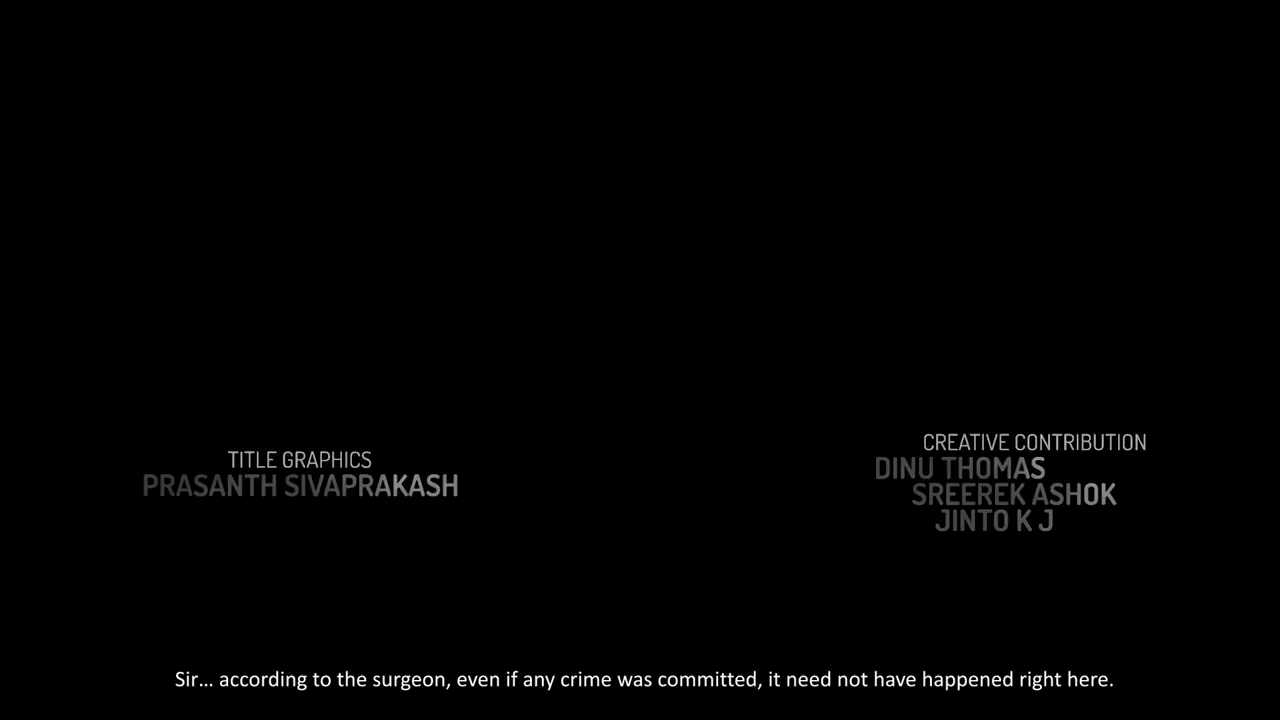 TITLE GRAPHICS
PRASANTH SIVAPRAKASH
CREATIVE CONTRIBUTION
DINU THOMAS
SREEREK ASHOK
JINTO K J
Sir... according to the surgeon, even if any crime was committed, it need not have happened right here.